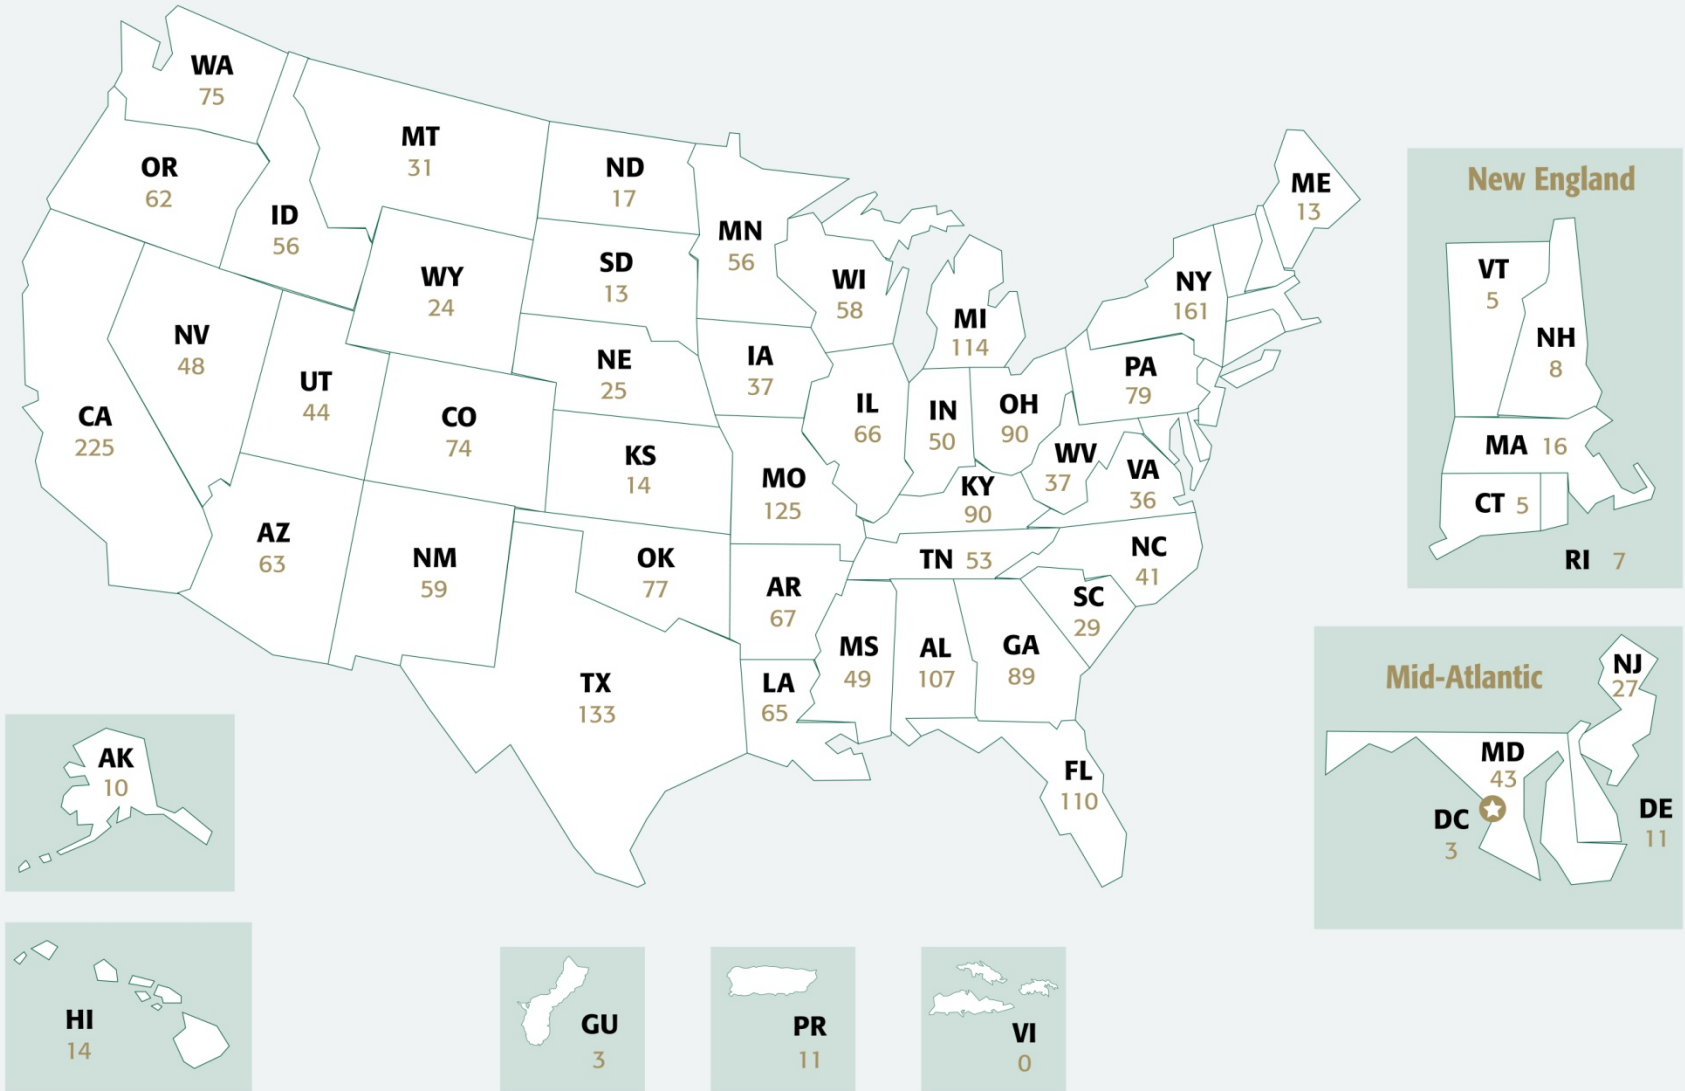 WA
75
MT
31
OR
62
ID
56
ND
17
MN
56
ME
13
WY
24
SD
13
WI
58
MI
114
NY
161
NV
48
UT
44
NE
25
IA
37
PA
79
CA
225
CO
74
KS
14
MO
125
IL
66
IN
50
OH
90
WV
37
VA
36
KY
90
AZ
63
NM
59
OK
77
AR
67
TN 53
NC
41
SC
29
TX
133
LA
65
MS
49
AL
107
GA
89
FL
110
New England
VT
5
NH
8
MA 16
CT 5
RI 7
Mid-Atlantic
NJ
27
MD
43
DC
3
DE
11
AK
10
HI
14
GU
3
PR
11
VI
0